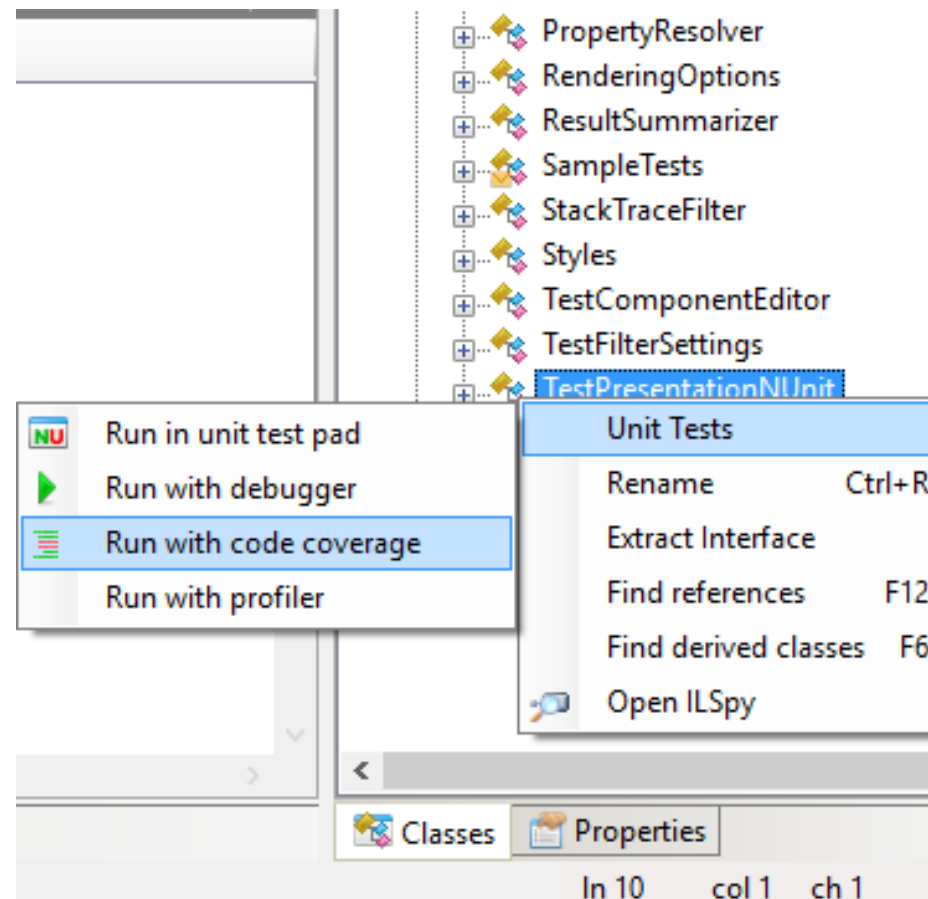 PropertyResolver
RenderingOptions
ResultSummarizer
SampleTests
StackTraceFilter
Styles
TestComponentEditor
TestFilterSettings
TestPresentationNUnit
NU Run in unit test pad
Run with debugger
Run with code coverage
Run with profiler
Unit Tests
Rename Ctrl+R
Extract Interface
Find references F12
Find derived classes F6
Open ILSpy
Classes Properties
ln 10 col 1 ch 1